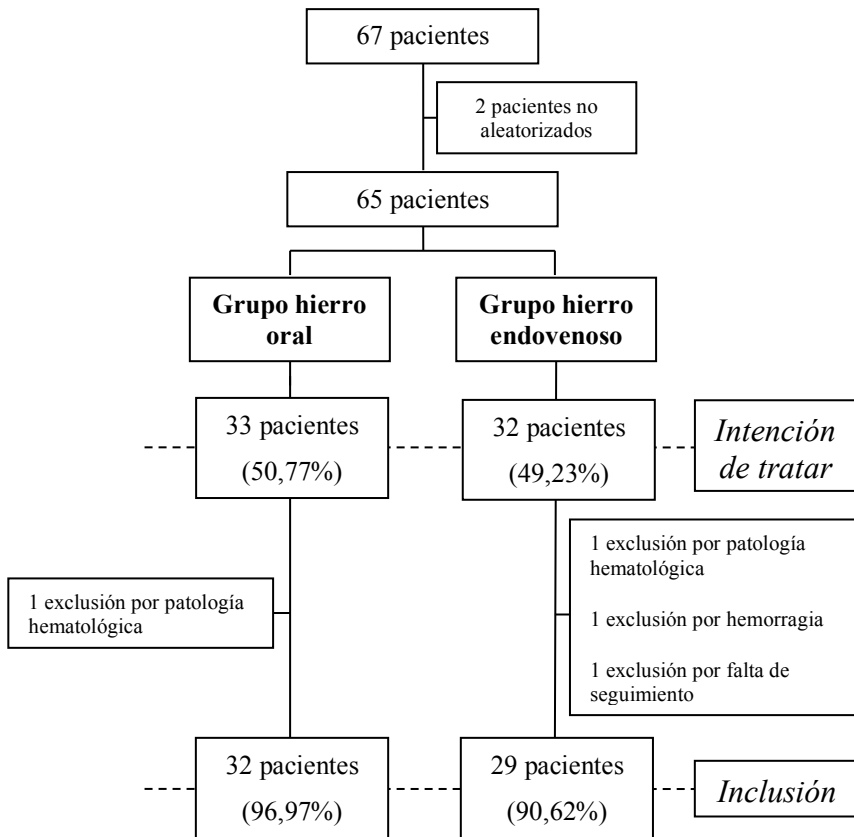 67 pacientes
2 pacientes no
aleatorizados
65 pacientes
Grupo hierro
oral
Grupo hierro
endovenoso
33 pacientes
(50,77%)
32 pacientes
(49,23%)
Intención
de tratar
1 exclusión por patología
hematológica
1 exclusión por patología
hematológica
1 exclusión por hemorragia
1 exclusión por falta de
seguimiento
32 pacientes
(96,97%)
29 pacientes
(90,62%)
Inclusión